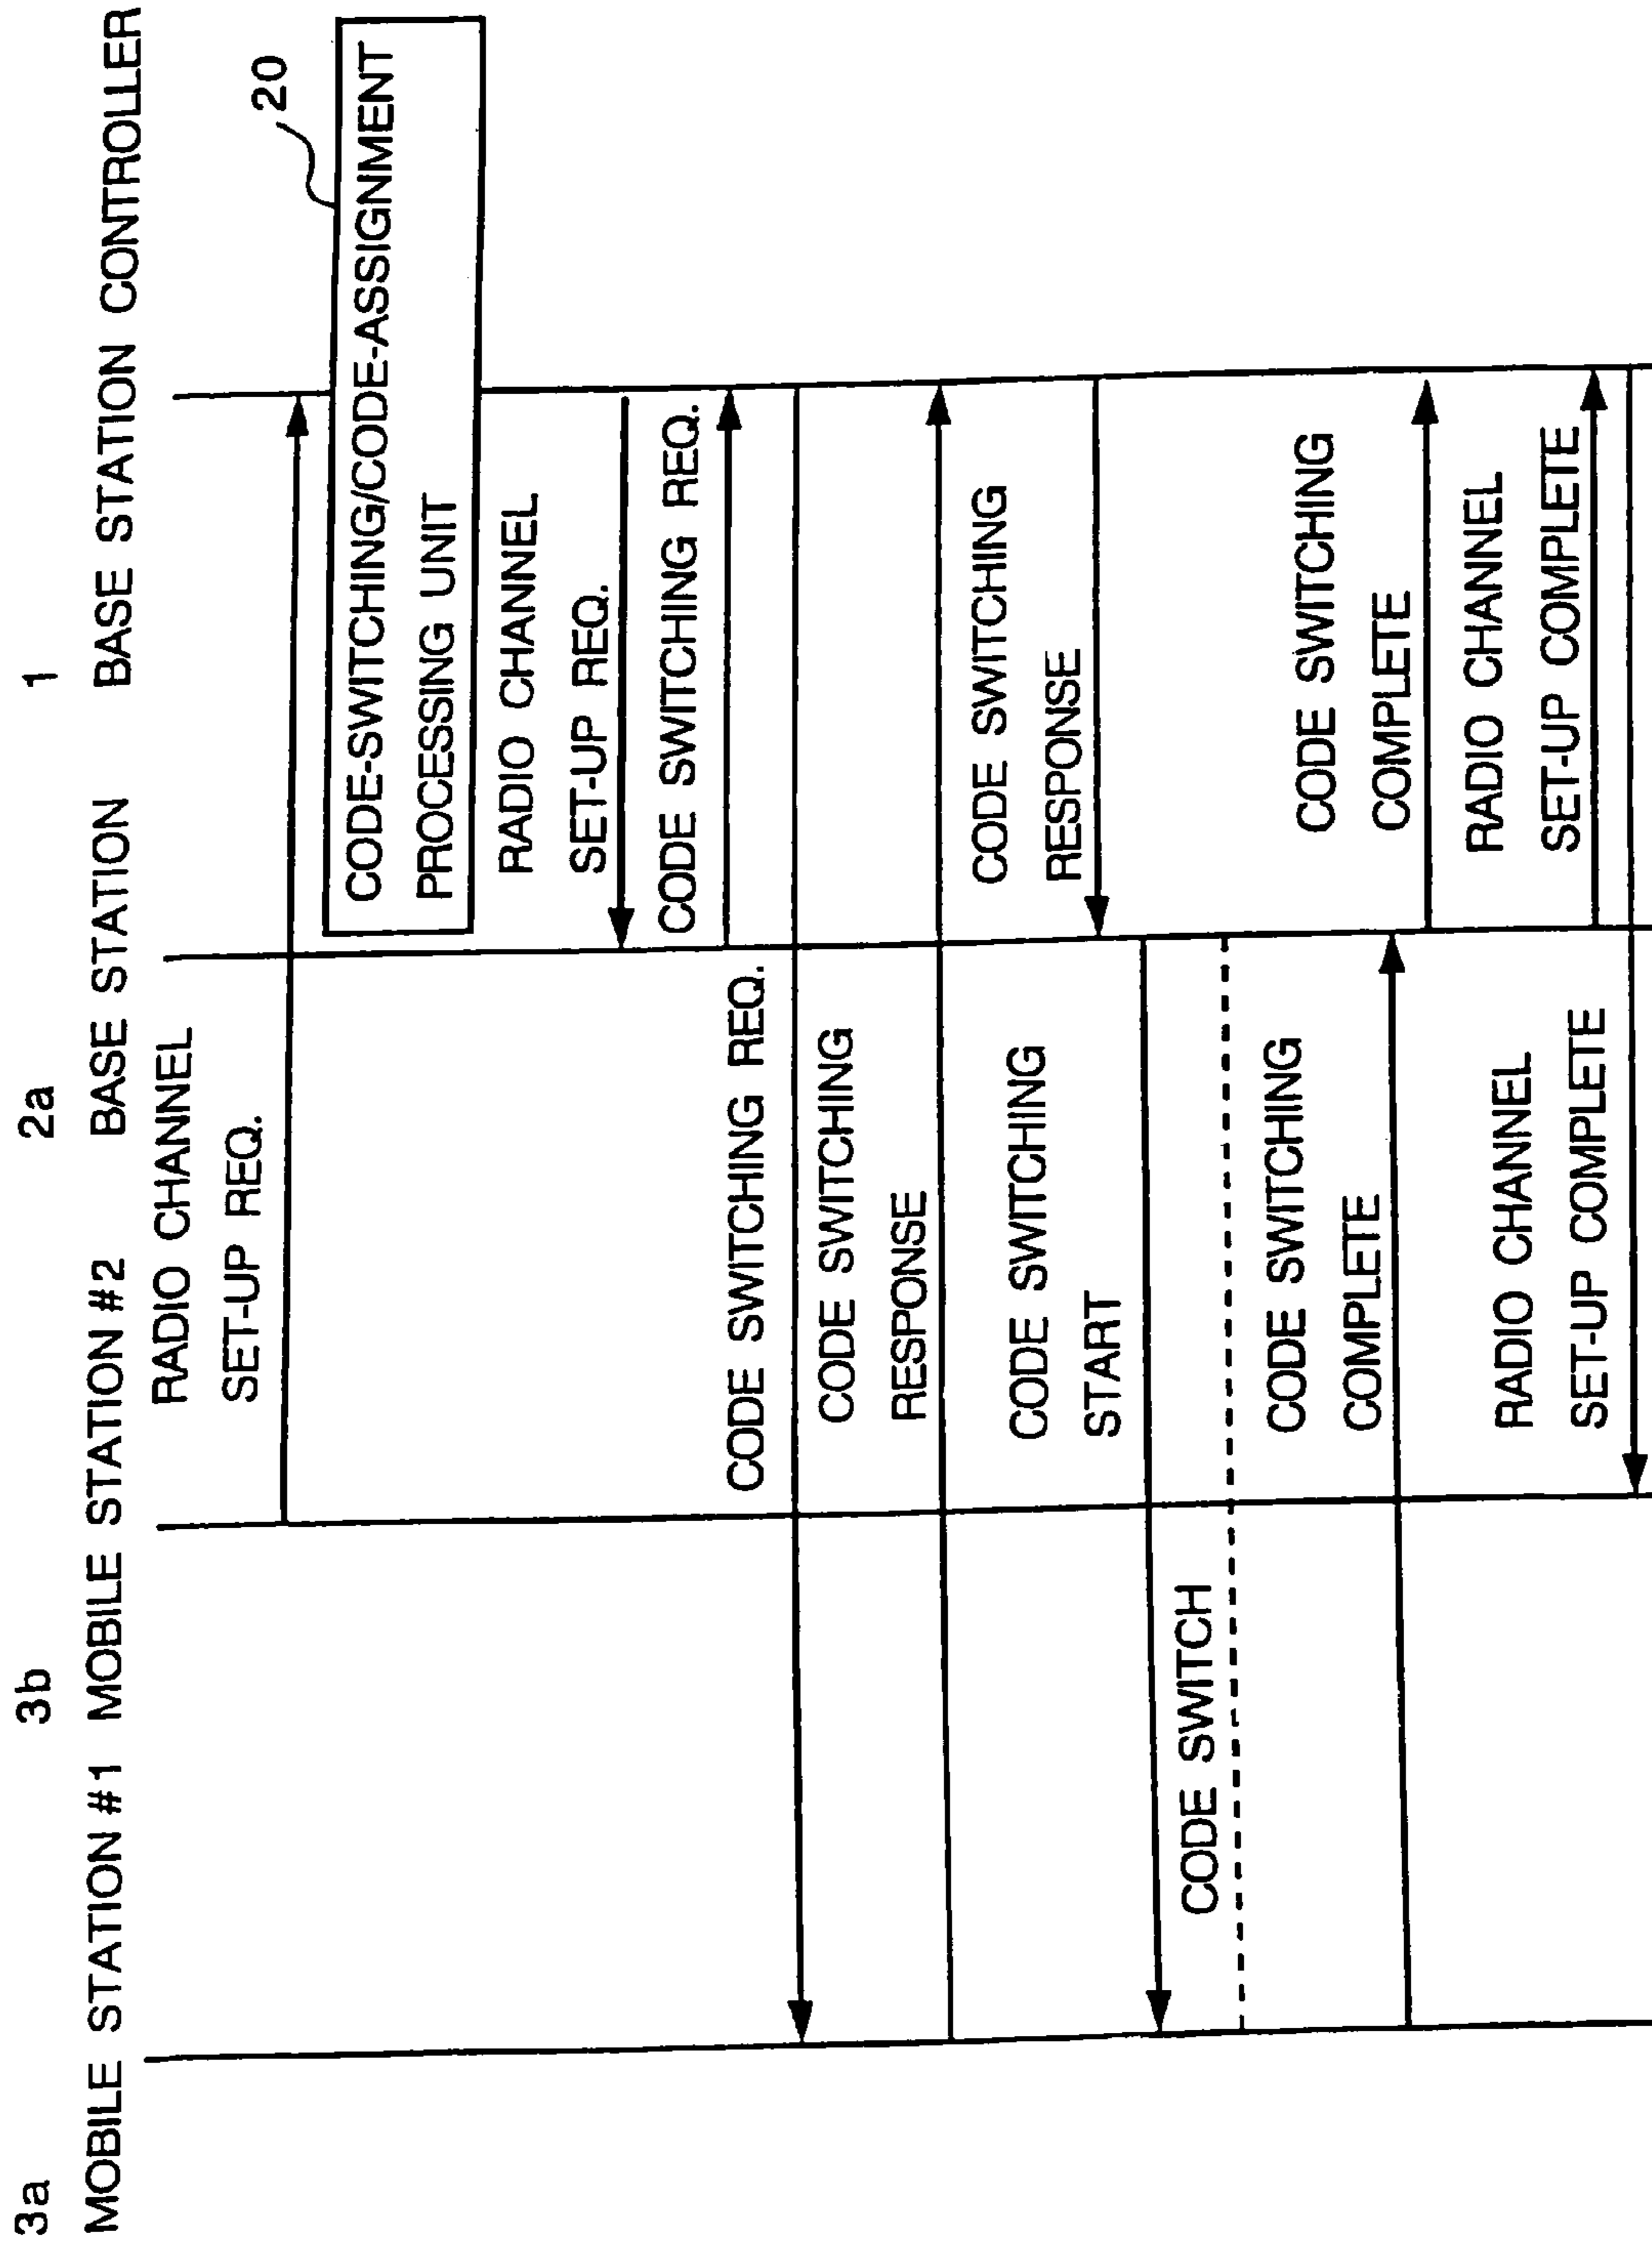 3a
3b
2a
1
MOBILE STATION #1
MOBILE STATION #2
BASE STATION
BASE STATION CONTROLLER
RADIO CHANNEL
SET-UP REQ.
20
CODE-SWITCHING/CODE-ASSIGNMENT
PROCESSING UNIT
RADIO CHANNEL
SET-UP REQ.
CODE SWITCHING REQ.
CODE SWITCHING REQ.
CODE SWITCHING
RESPONSE
CODE SWITCHING
RESPONSE
CODE SWITCHING
START
CODE SWITCH
CODE SWITCHING
COMPLETE
CODE SWITCHING
COMPLETE
RADIO CHANNEL
SET-UP COMPLETE
RADIO CHANNEL
SET-UP COMPLETE